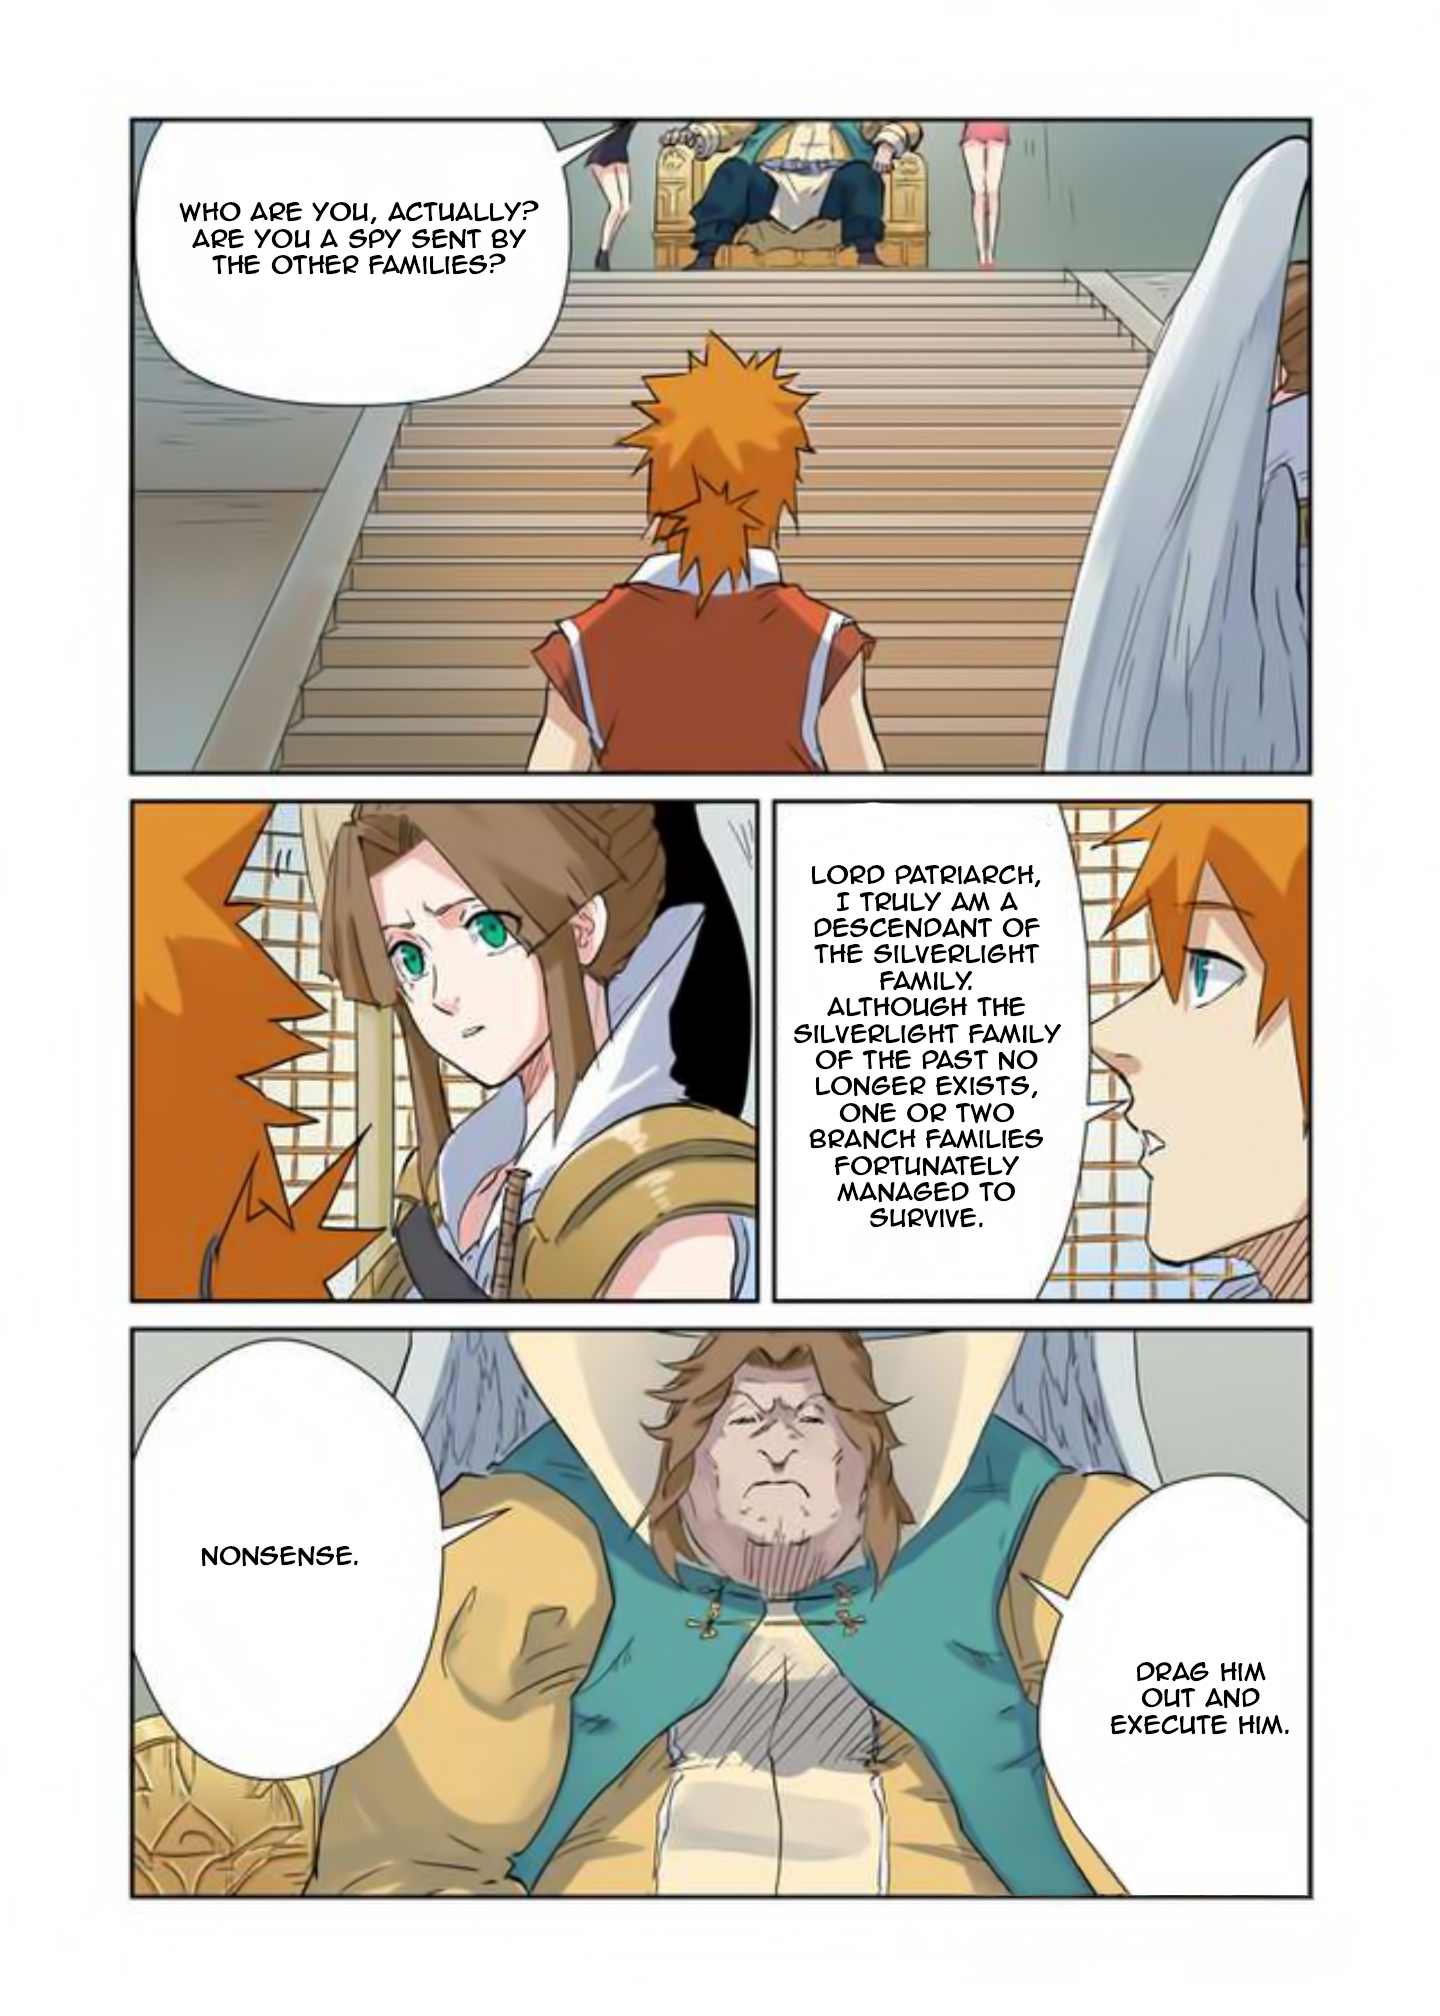 WHO ARE YOU, ACTUALLY?
ARE YOU A SPY SENT BY
THE OTHER FAMILIES?
LORD PATRIARCH,
I TRULY AM A
DESCENDANT OF
THE SILVERLIGHT
FAMILY.
ALTHOUGH THE
SILVERLIGHT FAMILY
OF THE PAST NO
LONGER EXISTS,
ONE OR TWO
BRANCH FAMILIES
FORTUNATELY
MANAGED TO
SURVIVE.
NONSENSE.
DRAG HIM
OUT AND
EXECUTE HIM.